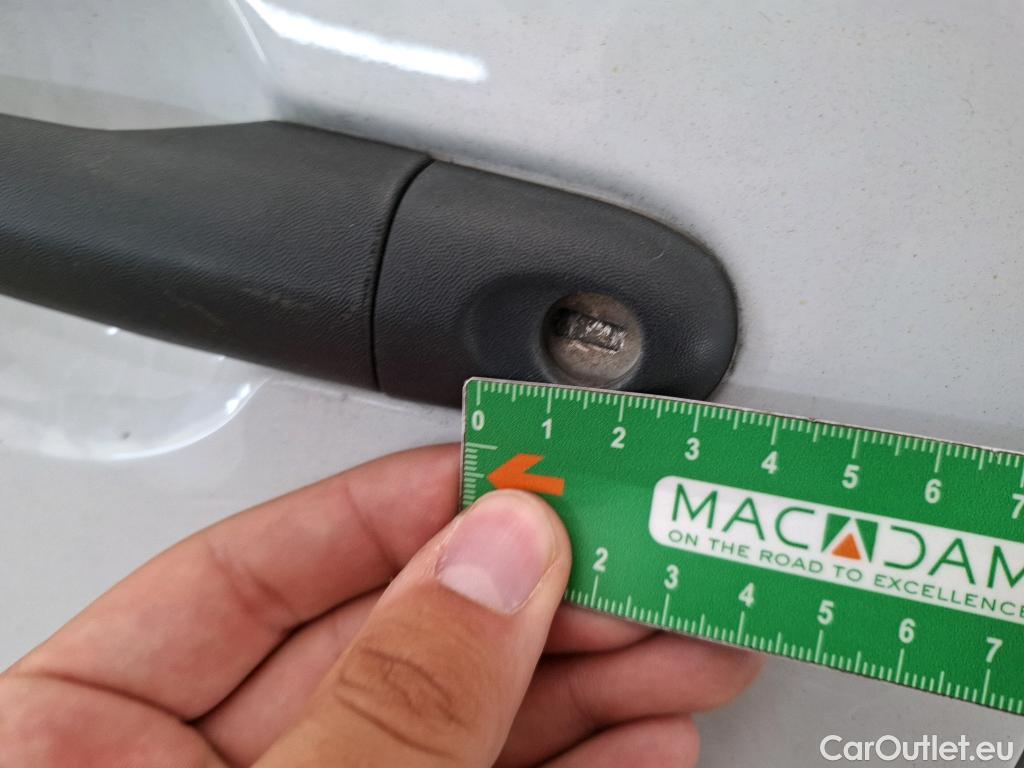 0 1 2 3 4 5 6 7
MACADAM
ON THE ROAD TO EXCELLENCE
2 3 4 5 6 7
CarOutlet.eu